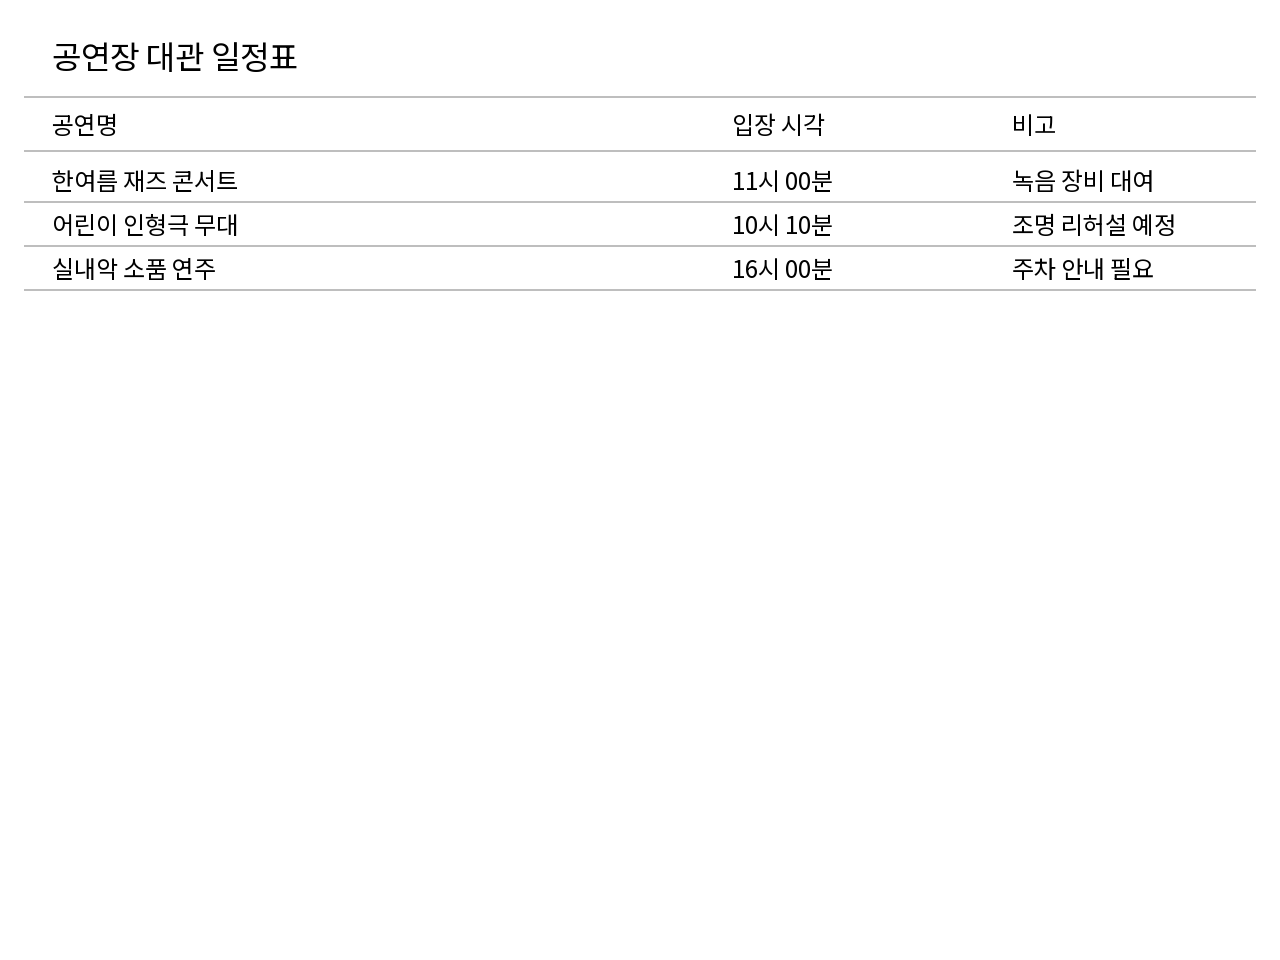 공연장 대관 일정표
공연명 입장 시각 비고
한여름 재즈 콘서트 11시 00분 녹음 장비 대여
어린이 인형극 무대 10시 10분 조명 리허설 예정
실내악 소품 연주 16시 00분 주차 안내 필요